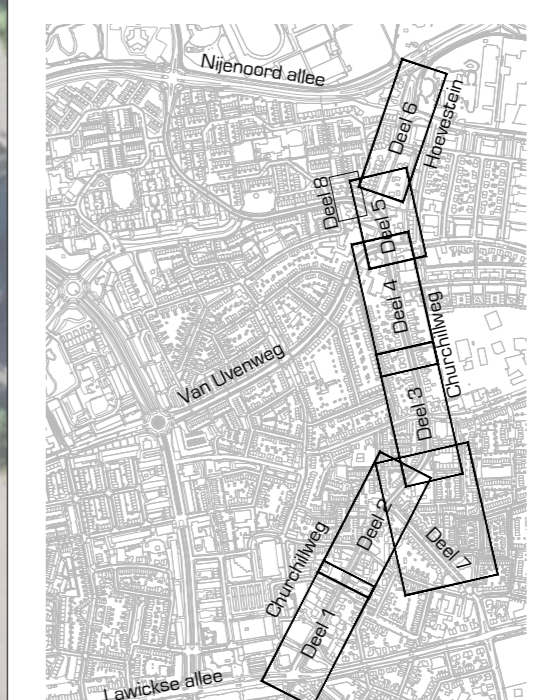 Nijenoord allee
Deel 6
Hoevestein
Deel 8
Deel 5
Deel 4
Churchillweg
Van Uvenweg
Deel 3
Deel 2
Churchillweg
Deel 7
Deel 1
Lawickse allee